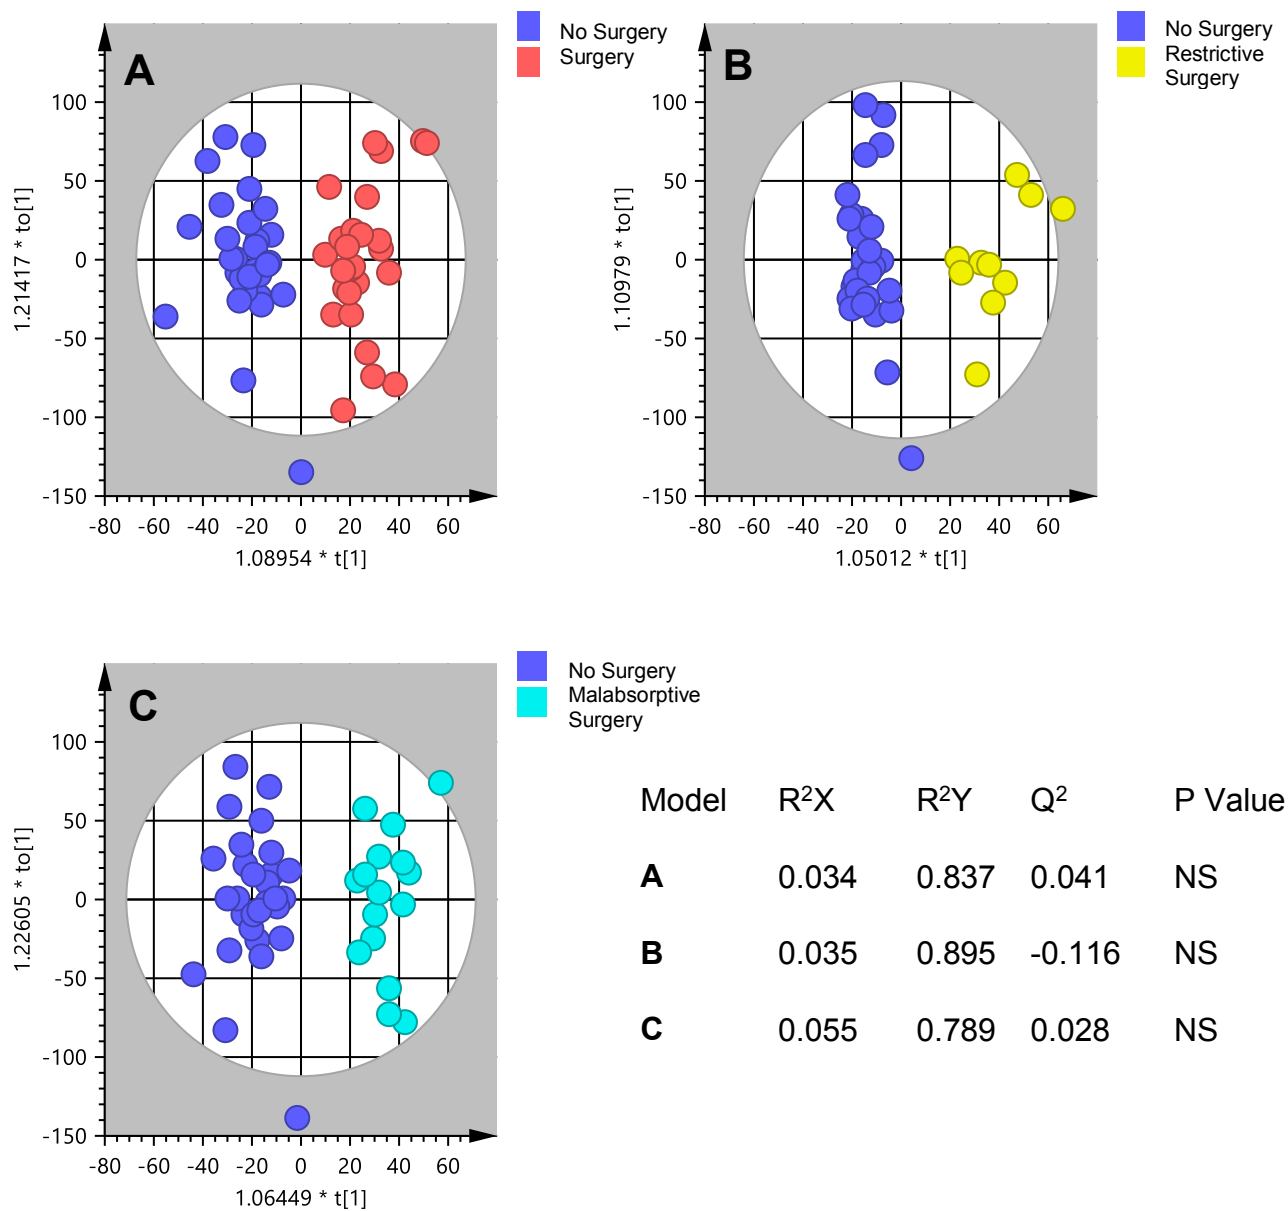 A
No Surgery
Surgery
100
50
0
-50
-100
-150
-80 -60 -40 -20 0 20 40 60
1.08954 * t[1]
1.21417 * to[1]
B
No Surgery
Restrictive
Surgery
100
50
0
-50
-100
-150
-80 -60 -40 -20 0 20 40 60
1.05012 * t[1]
1.10979 * to[1]
C
No Surgery
Malabsorptive
Surgery
100
50
0
-50
-100
-150
-80 -60 -40 -20 0 20 40 60
1.06449 * t[1]
1.22605 * to[1]
Model R²X R²Y Q² P Value
A 0.034 0.837 0.041 NS
B 0.035 0.895 -0.116 NS
C 0.055 0.789 0.028 NS